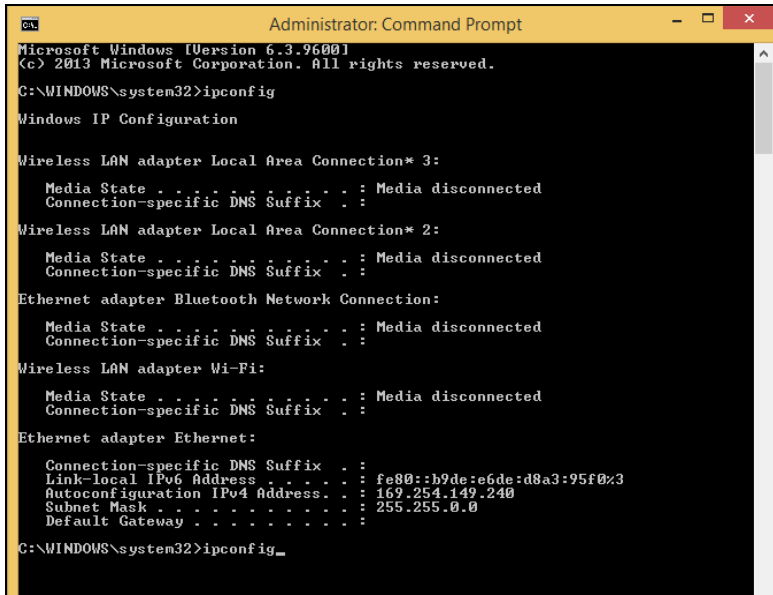 Administrator: Command Prompt
Microsoft Windows [Version 6.3.9600]
(c) 2013 Microsoft Corporation. All rights reserved.
C:\WINDOWS\system32>ipconfig
Windows IP Configuration
Wireless LAN adapter Local Area Connection* 3:
Media State . . . . . . . . . . . : Media disconnected
Connection-specific DNS Suffix  . :
Wireless LAN adapter Local Area Connection* 2:
Media State . . . . . . . . . . . : Media disconnected
Connection-specific DNS Suffix  . :
Ethernet adapter Bluetooth Network Connection:
Media State . . . . . . . . . . . : Media disconnected
Connection-specific DNS Suffix  . :
Wireless LAN adapter Wi-Fi:
Media State . . . . . . . . . . . : Media disconnected
Connection-specific DNS Suffix  . :
Ethernet adapter Ethernet:
Connection-specific DNS Suffix  . :
Link-local IPv6 Address . . . . . : fe80::b9de:e6de:d8a3:95f0%3
Autoconfiguration IPv4 Address. . : 169.254.149.240
Subnet Mask . . . . . . . . . . . : 255.255.0.0
Default Gateway . . . . . . . . . :
C:\WINDOWS\system32>ipconfig_